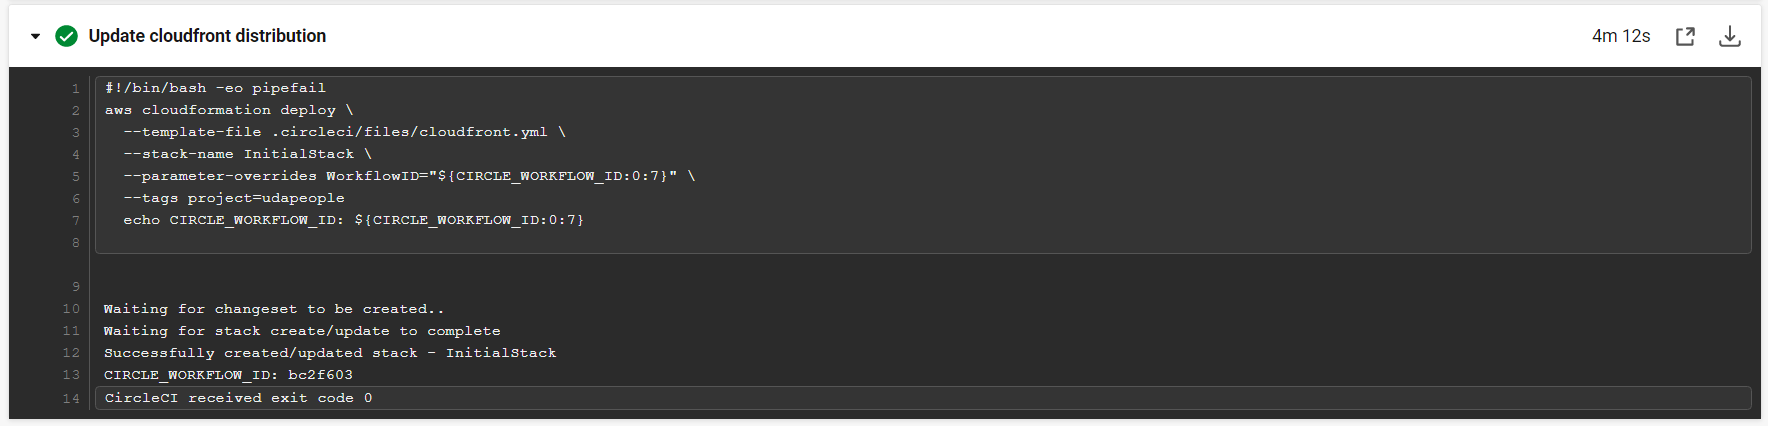 Update cloudfront distribution 4m 12s
1 #!/bin/bash -eo pipefail
2 aws cloudformation deploy \
3 --template-file .circleci/files/cloudfront.yml \
4 --stack-name InitialStack \
5 --parameter-overrides WorkflowID="${CIRCLE_WORKFLOW_ID:0:7}" \
6 --tags project=udapeople
7 echo CIRCLE_WORKFLOW_ID: ${CIRCLE_WORKFLOW_ID:0:7}
8
9
10 Waiting for changeset to be created..
11 Waiting for stack create/update to complete
12 Successfully created/updated stack - InitialStack
13 CIRCLE_WORKFLOW_ID: bc2f603
14 CircleCI received exit code 0